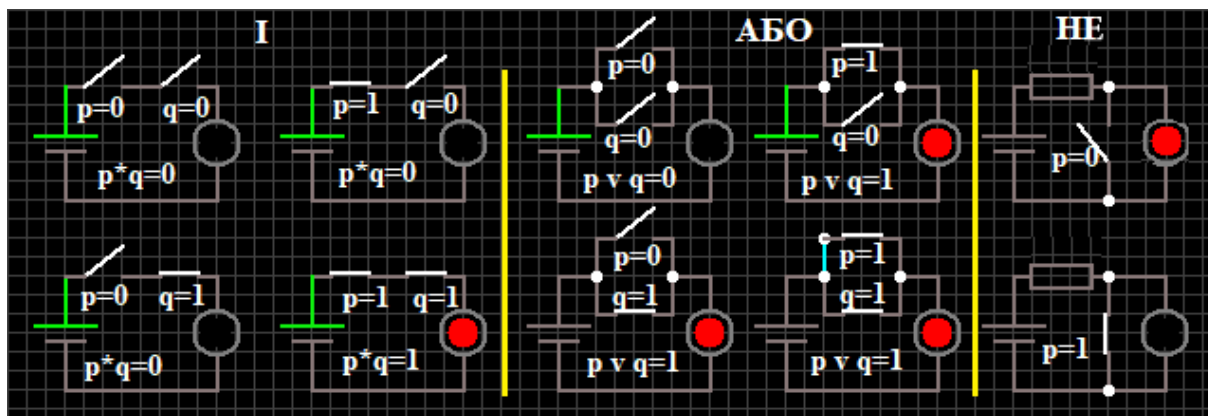 І
АБО
НЕ
p=0 q=0
p*q=0
p=1 q=0
p*q=0
p=0
q=0
p v q=0
p=1
q=0
p v q=1
p=0
p=0 q=1
p*q=0
p=1 q=1
p*q=1
p=0
q=1
p v q=1
p=1
q=1
p v q=1
p=1